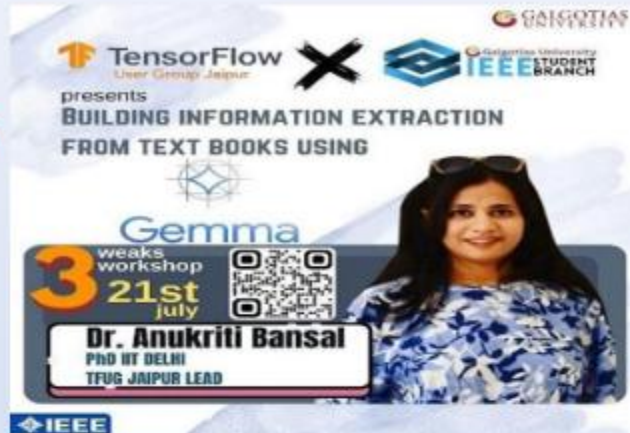 GALGOTIAS
UNIVERSITY
TensorFlow
User Group Jaipur
Galgotias University
IEEE STUDENT
BRANCH
presents
BUILDING INFORMATION EXTRACTION
FROM TEXT BOOKS USING
Gemma
3 weaks
workshop
21st
july
Dr. Anukriti Bansal
PhD IIT DELHI
TFUG JAIPUR LEAD
IEEE